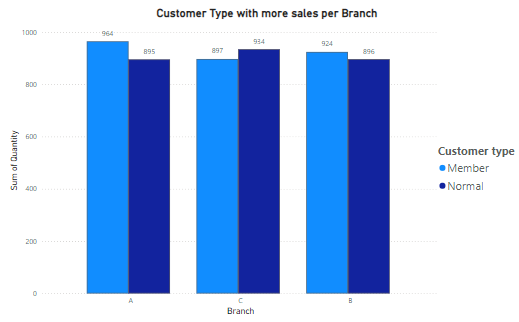 Customer Type with more sales per Branch
1000
800
600
400
200
0
Sum of Quantity
964
895
897
934
924
896
A
C
B
Branch
Customer type
Member
Normal